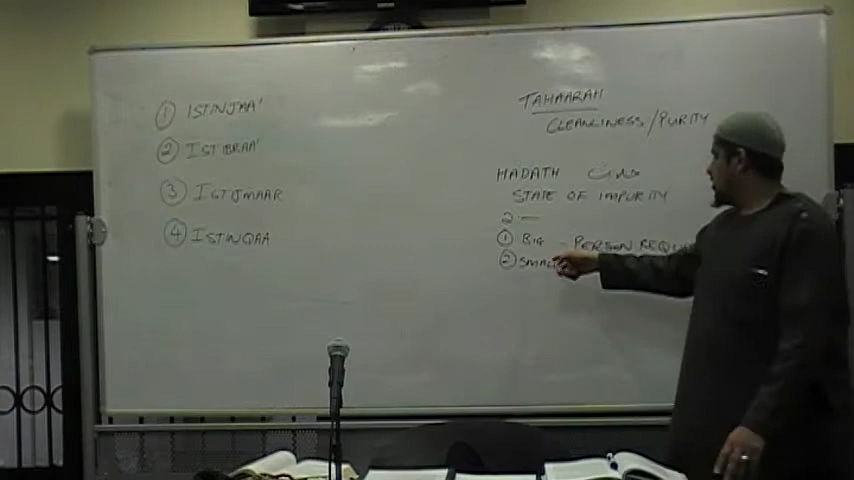 ① ISTINJAA'
② ISTIBRAA'
③ ISTIJMAAR
④ ISTINQAA
TAHAARAH
CLEANLINESS/PURITY
HADATH حدث
STATE OF IMPURITY
2 —
① BIG - PERSON REQU
② SMALL